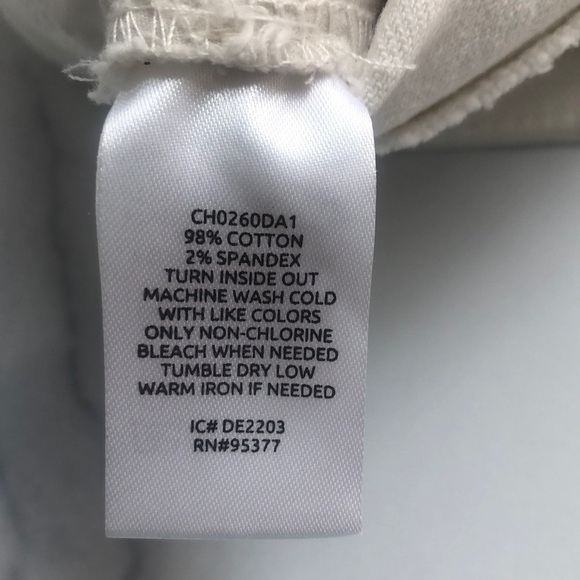 CH0260DA1
98% COTTON
2% SPANDEX
TURN INSIDE OUT
MACHINE WASH COLD
WITH LIKE COLORS
ONLY NON-CHLORINE
BLEACH WHEN NEEDED
TUMBLE DRY LOW
WARM IRON IF NEEDED
IC# DE2203
RN#95377